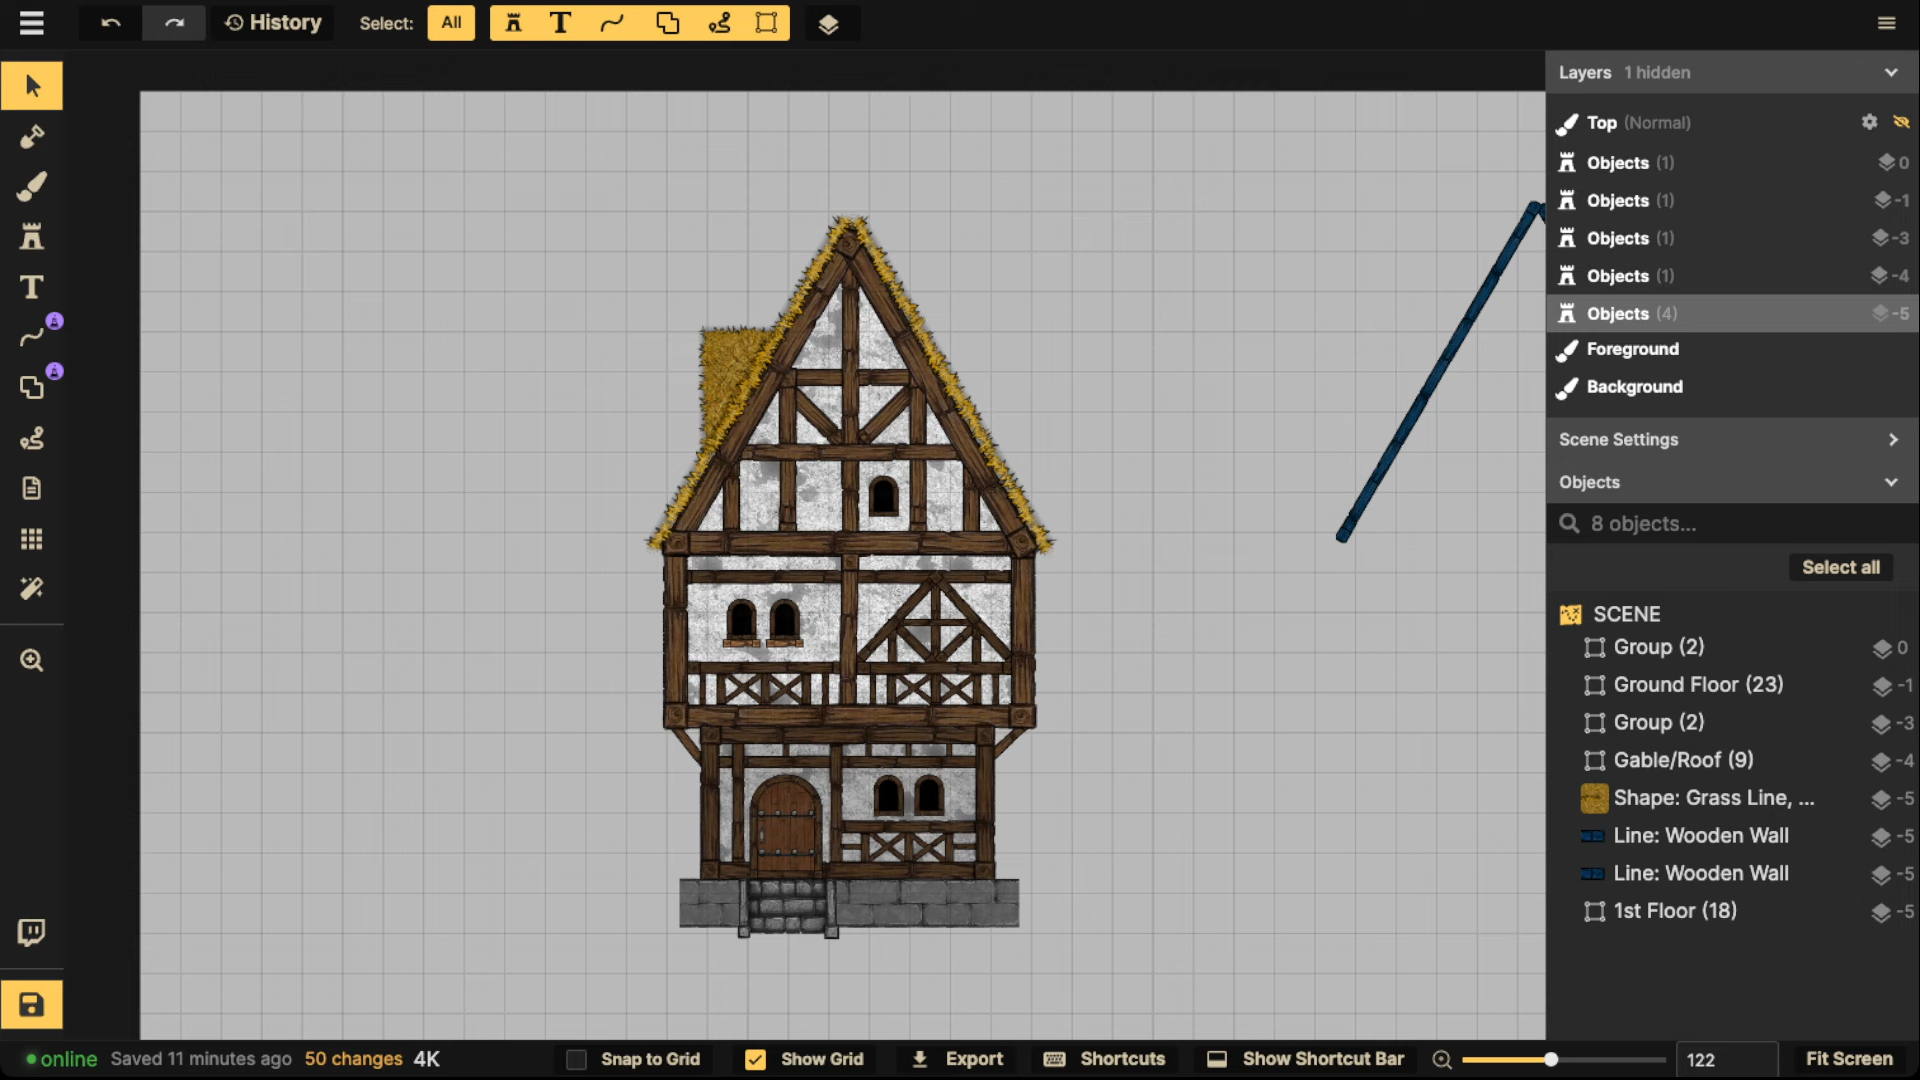 History
Select:
All
T
Layers 1 hidden
Top (Normal)
Objects (1) 0
Objects (1) -1
Objects (1) -3
Objects (1) -4
Objects (4) -5
Foreground
Background
Scene Settings
Objects
8 objects...
Select all
SCENE
Group (2) 0
Ground Floor (23) -1
Group (2) -3
Gable/Roof (9) -4
Shape: Grass Line, ... -5
Line: Wooden Wall -5
Line: Wooden Wall -5
1st Floor (18) -5
T
online Saved 11 minutes ago 50 changes 4K
Snap to Grid
Show Grid
Export
Shortcuts
Show Shortcut Bar
122
Fit Screen